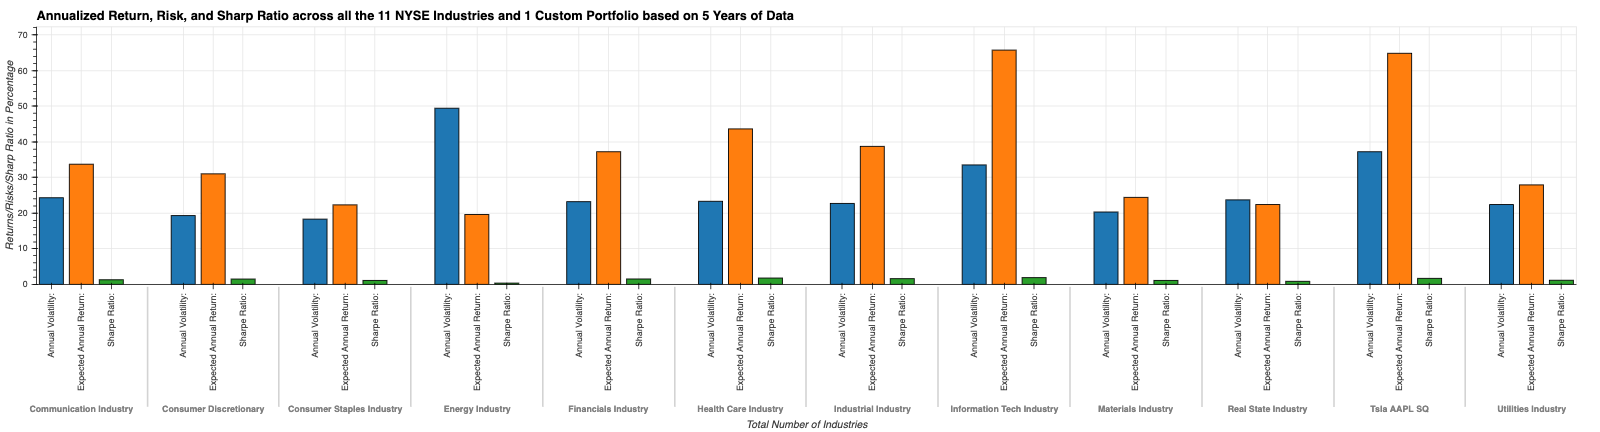 Annualized Return, Risk, and Sharp Ratio across all the 11 NYSE Industries and 1 Custom Portfolio based on 5 Years of Data
Returns/Risks/Sharp Ratio in Percentage
70
60
50
40
30
20
10
0
Annual Volatility:
Expected Annual Return:
Sharpe Ratio:
Annual Volatility:
Expected Annual Return:
Sharpe Ratio:
Annual Volatility:
Expected Annual Return:
Sharpe Ratio:
Annual Volatility:
Expected Annual Return:
Sharpe Ratio:
Annual Volatility:
Expected Annual Return:
Sharpe Ratio:
Annual Volatility:
Expected Annual Return:
Sharpe Ratio:
Annual Volatility:
Expected Annual Return:
Sharpe Ratio:
Annual Volatility:
Expected Annual Return:
Sharpe Ratio:
Annual Volatility:
Expected Annual Return:
Sharpe Ratio:
Annual Volatility:
Expected Annual Return:
Sharpe Ratio:
Annual Volatility:
Expected Annual Return:
Sharpe Ratio:
Annual Volatility:
Expected Annual Return:
Sharpe Ratio:
Communication Industry
Consumer Discretionary
Consumer Staples Industry
Energy Industry
Financials Industry
Health Care Industry
Industrial Industry
Information Tech Industry
Materials Industry
Real State Industry
Tsla AAPL SQ
Utilities Industry
Total Number of Industries